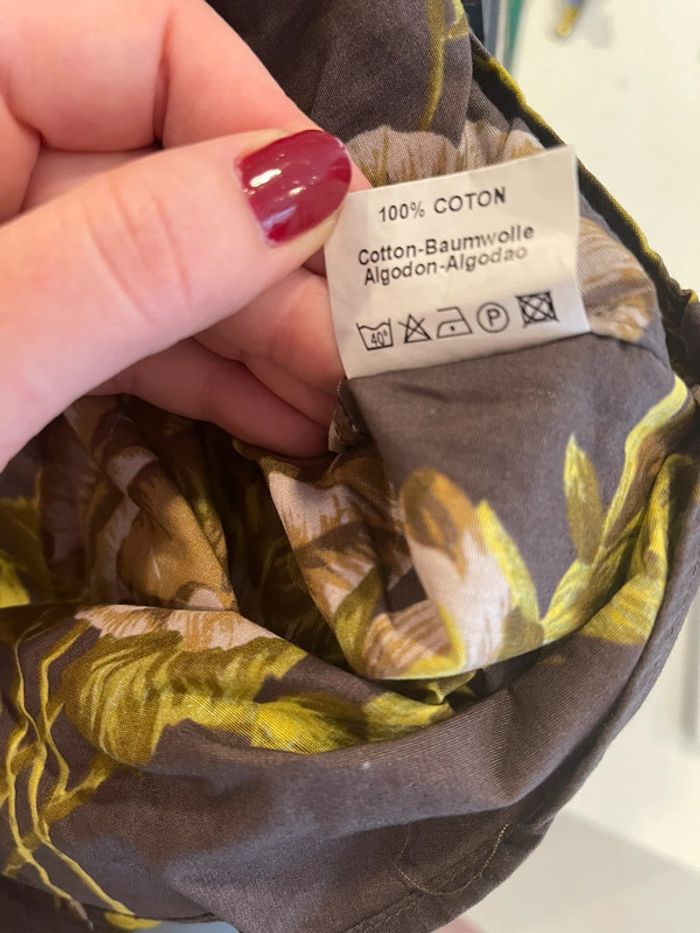 100% COTON
Cotton-Baumwolle
Algodon-Algodao
40° P